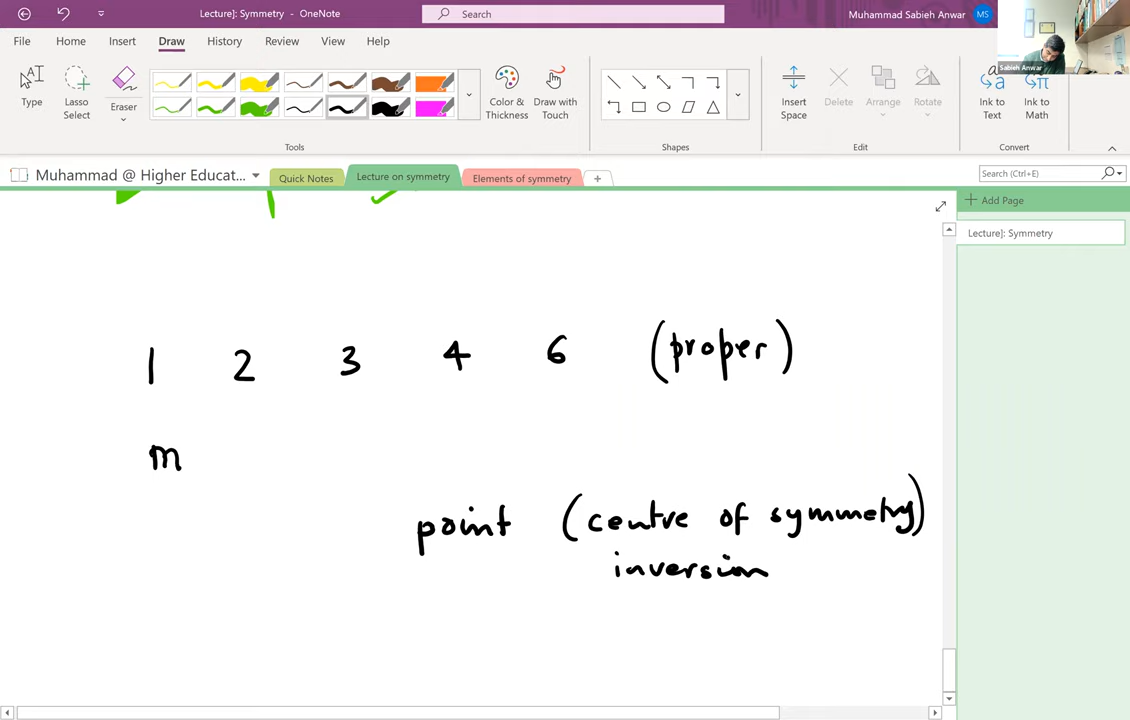 Lecture]: Symmetry - OneNote
Search
Muhammad Sabieh Anwar MS
File Home Insert Draw History Review View Help
Sabieh Anwar
Type
Lasso Select
Eraser
Color & Thickness
Draw with Touch
Insert Space
Delete
Arrange
Rotate
Ink to Text
Ink to Math
Tools
Shapes
Edit
Convert
Muhammad @ Higher Educat...
Quick Notes
Lecture on symmetry
Elements of symmetry
+
Search (Ctrl+E)
Add Page
Lecture]: Symmetry
1 2 3 4 6 (proper)
m
point (centre of symmetry)
inversion